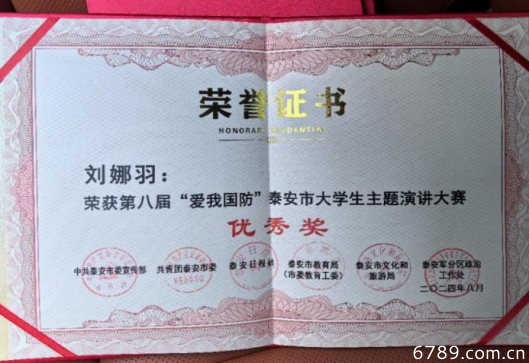 荣誉证书
HONORARY CREDENTIAL
刘娜羽：
荣获第八届“爱我国防”泰安市大学生主题演讲大赛
优秀奖
中共泰安市委宣传部 共青团泰安市委 泰安日报社 泰安市教育局 泰安市文化和 泰安军分区政治
（市委教育工委） 旅游局 工作处
二〇二四年八月
6789.com.cn